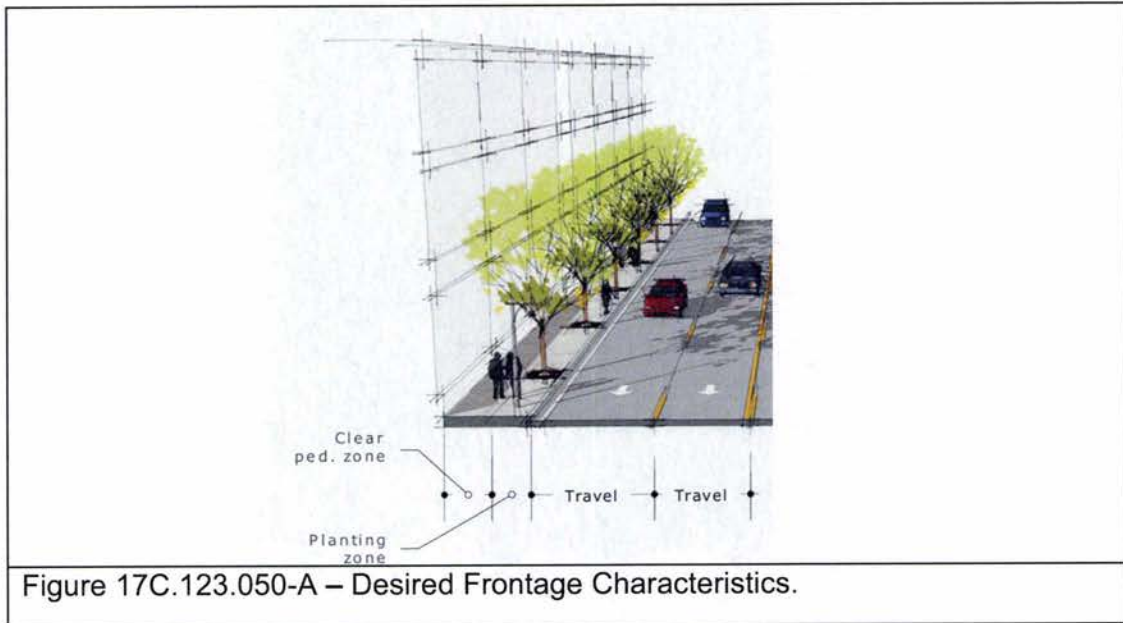 Clear
ped. zone
Travel
Travel
Planting
zone
Figure 17C.123.050-A – Desired Frontage Characteristics.